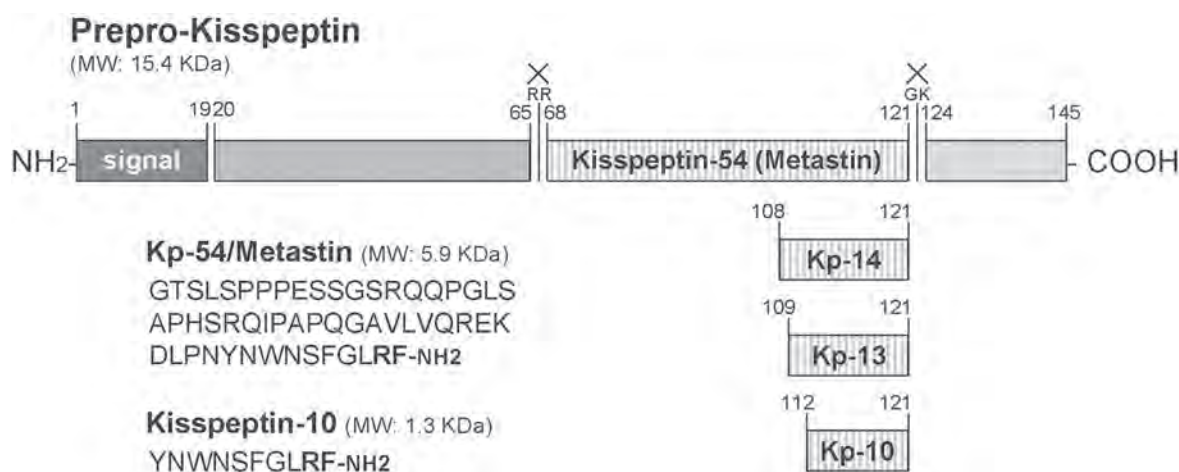 Prepro-Kisspeptin
(MW: 15.4 KDa)
RR GK
1 19 20 65 68 121 124 145
NH2- signal Kisspeptin-54 (Metastin) - COOH
108 121
Kp-14
109 121
Kp-13
112 121
Kp-10
Kp-54/Metastin (MW: 5.9 KDa)
GTSLSPPPESSGSRQQPGLS
APHSRQIPAPQGAVLVQREK
DLPNYNWNSFGLRF-NH2
Kisspeptin-10 (MW: 1.3 KDa)
YNWNSFGLRF-NH2